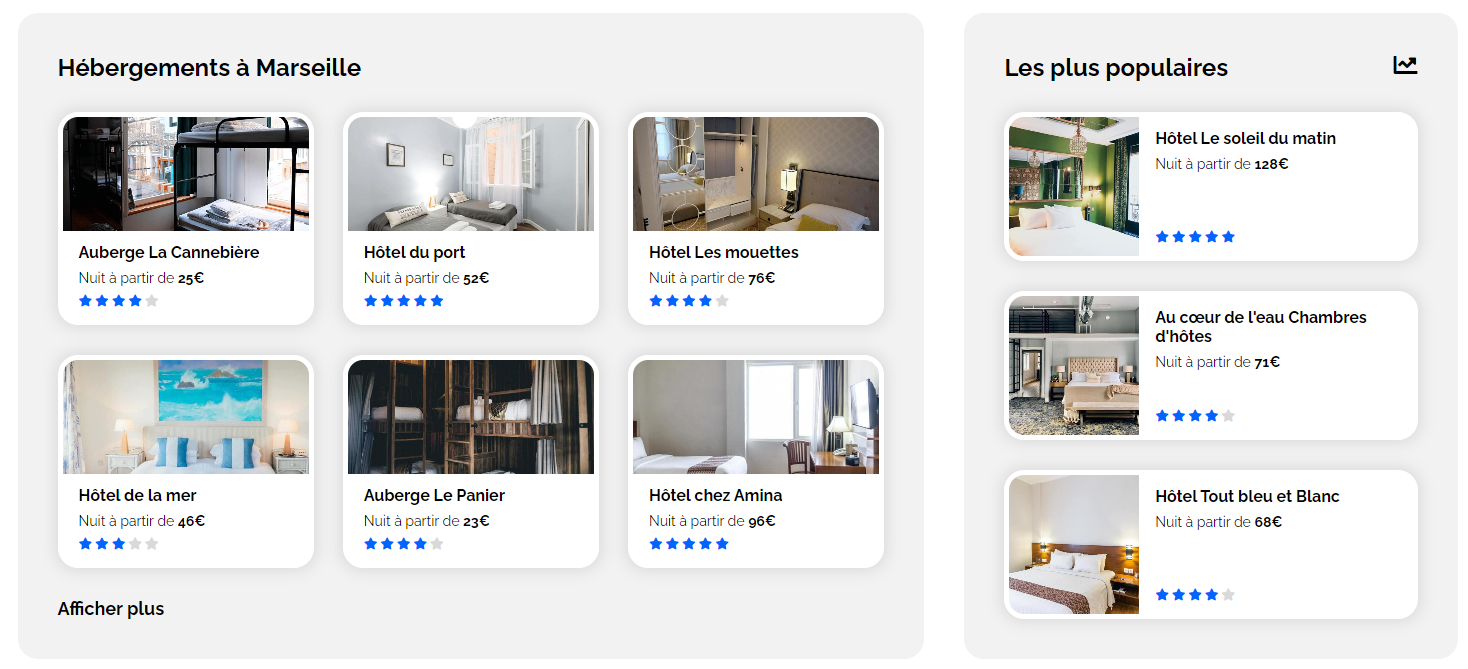 Hébergements à Marseille
Auberge La Cannebière
Nuit à partir de 25€
Hôtel du port
Nuit à partir de 52€
Hôtel Les mouettes
Nuit à partir de 76€
Hôtel de la mer
Nuit à partir de 46€
Auberge Le Panier
Nuit à partir de 23€
Hôtel chez Amina
Nuit à partir de 96€
Afficher plus
Les plus populaires
Hôtel Le soleil du matin
Nuit à partir de 128€
Au cœur de l'eau Chambres
d'hôtes
Nuit à partir de 71€
Hôtel Tout bleu et Blanc
Nuit à partir de 68€